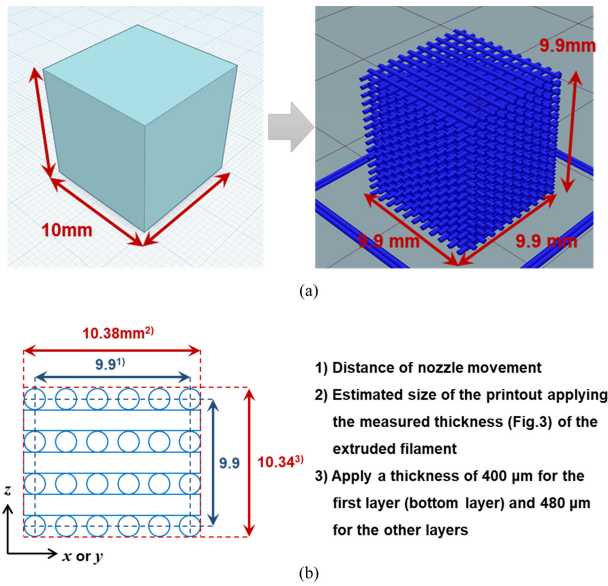 10mm
9.9mm
9.9 mm
9.9 mm
(a)
10.38mm2)
9.91)
9.9
10.343)
z
x or y
1) Distance of nozzle movement
2) Estimated size of the printout applying
the measured thickness (Fig.3) of the
extruded filament
3) Apply a thickness of 400 μm for the
first layer (bottom layer) and 480 μm
for the other layers
(b)